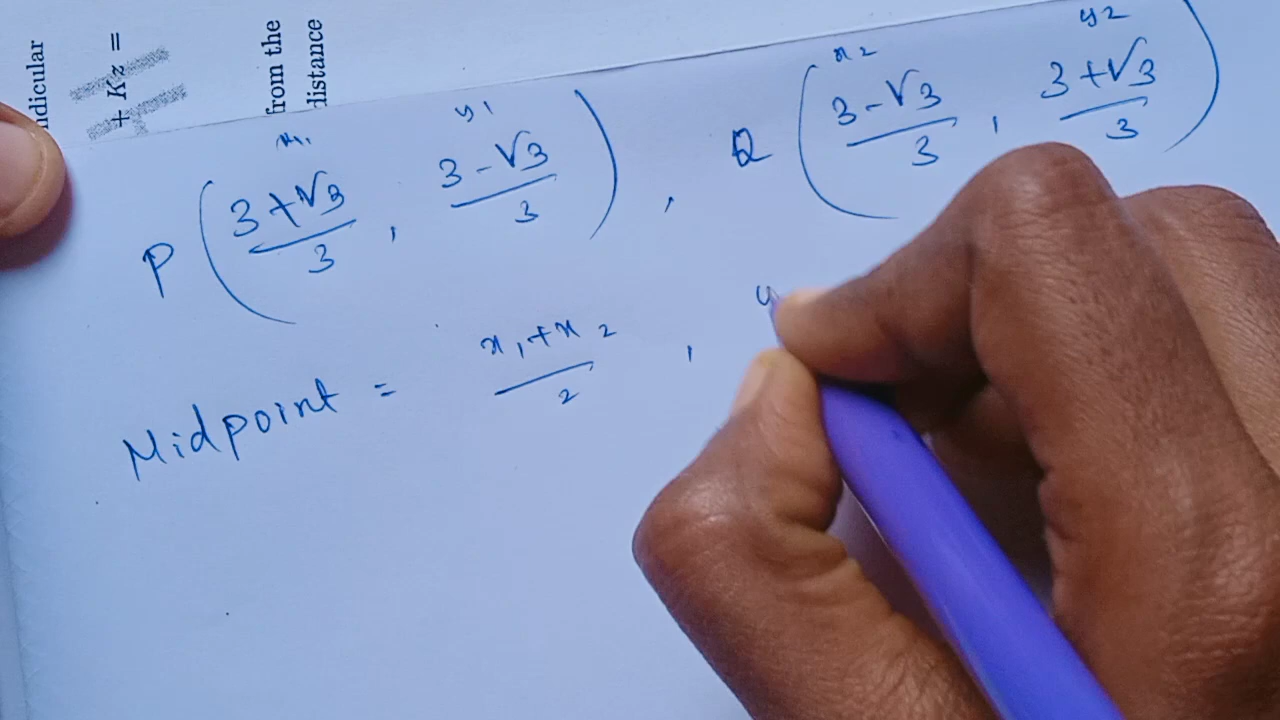 ndicular
+ Kz =
from the
distance
x₁ y₁ x₂ y₂
P ( (3+√3)/3 , (3-√3)/3 ) , Q ( (3-√3)/3 , (3+√3)/3 )
Midpoint = (x₁+x₂)/2 , y